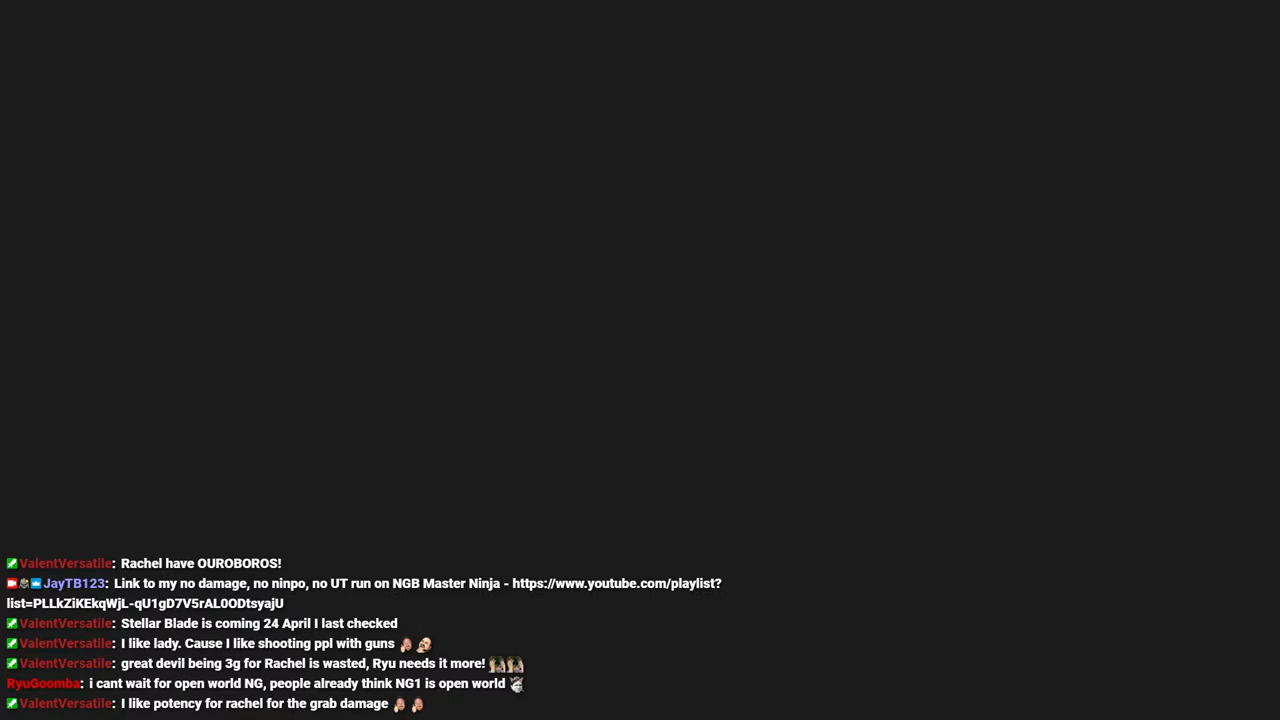 ValentVersatile: Rachel have OUROBOROS!
JayTB123: Link to my no damage, no ninpo, no UT run on NGB Master Ninja - https://www.youtube.com/playlist?
list=PLLkZiKEkqWjL-qU1gD7V5rAL0ODtsyajU
ValentVersatile: Stellar Blade is coming 24 April I last checked
ValentVersatile: I like lady. Cause I like shooting ppl with guns
ValentVersatile: great devil being 3g for Rachel is wasted, Ryu needs it more!
RyuGoomba: i cant wait for open world NG, people already think NG1 is open world
ValentVersatile: I like potency for rachel for the grab damage